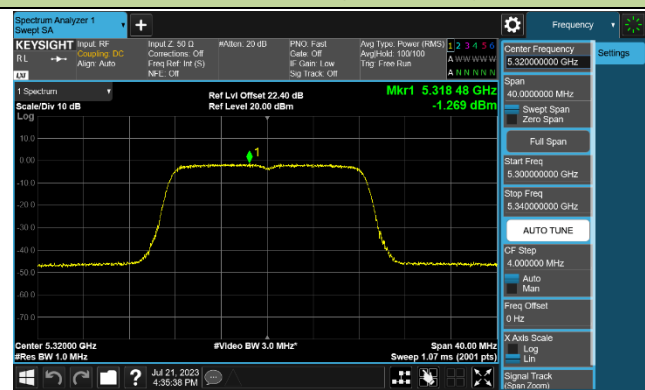 Spectrum Analyzer 1
Swept SA
Frequency
KEYSIGHT
Input: RF
Input Z: 50 Ω
#Atten: 20 dB
PNO: Fast
Avg Type: Power (RMS)
1 2 3 4 5 6
RL
Coupling: DC
Corrections: Off
Gate: Off
Avg|Hold: 100/100
A W W W W W
Align: Auto
Freq Ref: Int (S)
IF Gain: Low
Trig: Free Run
NFE: Off
Sig Track: Off
A N N N N N
LXI
Center Frequency
5.320000000 GHz
Settings
Span
40.0000000 MHz
Swept Span
Zero Span
Full Span
Start Freq
5.300000000 GHz
Stop Freq
5.340000000 GHz
AUTO TUNE
CF Step
4.000000 MHz
Auto
Man
Freq Offset
0 Hz
X Axis Scale
Log
Lin
Signal Track
(Span Zoom)
1 Spectrum
Ref Lvl Offset 22.40 dB
Mkr1 5.318 48 GHz
Scale/Div 10 dB
Ref Level 20.00 dBm
-1.269 dBm
Log
10.0
0.00
1
-10.0
-20.0
-30.0
-40.0
-50.0
-60.0
-70.0
Center 5.32000 GHz
#Video BW 3.0 MHz*
Span 40.00 MHz
#Res BW 1.0 MHz
Sweep 1.07 ms (2001 pts)
?
Jul 21, 2023
4:35:38 PM